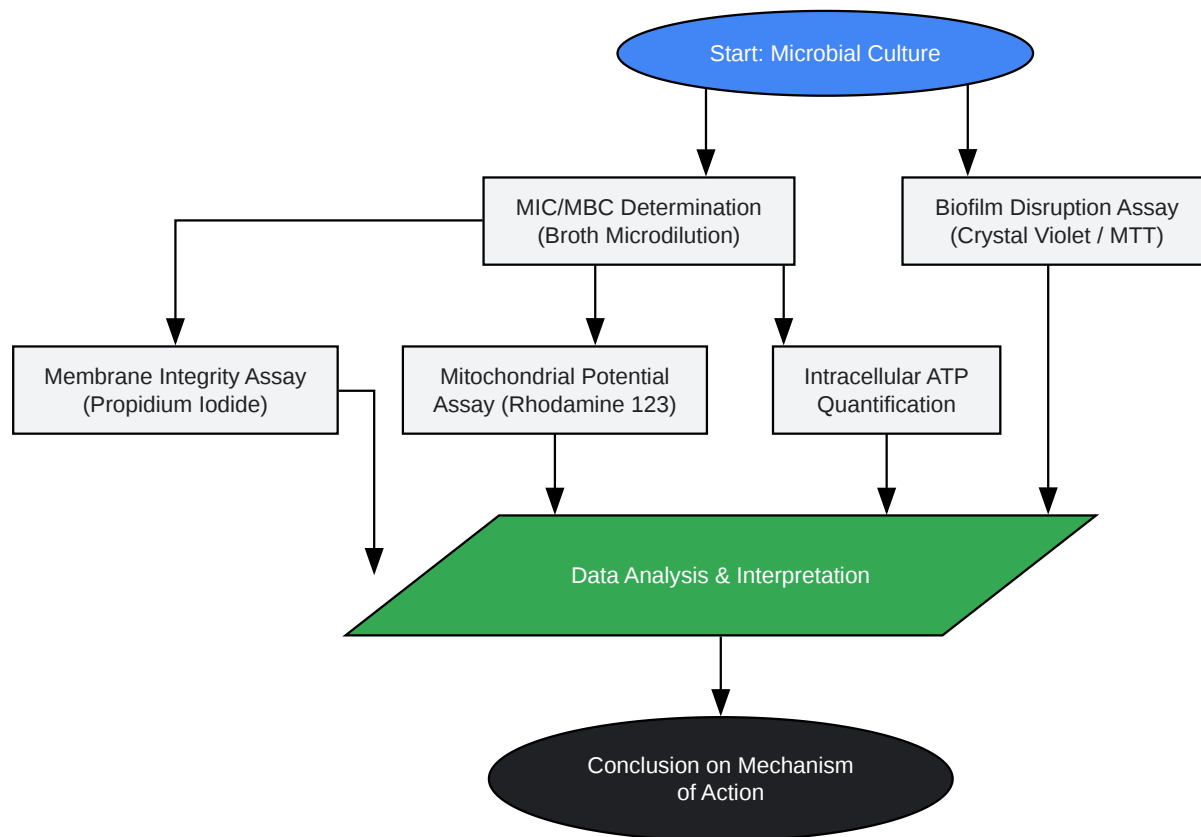 Start: Microbial Culture
MIC/MBC Determination
(Broth Microdilution)
Biofilm Disruption Assay
(Crystal Violet / MTT)
Membrane Integrity Assay
(Propidium Iodide)
Mitochondrial Potential
Assay (Rhodamine 123)
Intracellular ATP
Quantification
Data Analysis & Interpretation
Conclusion on Mechanism
of Action